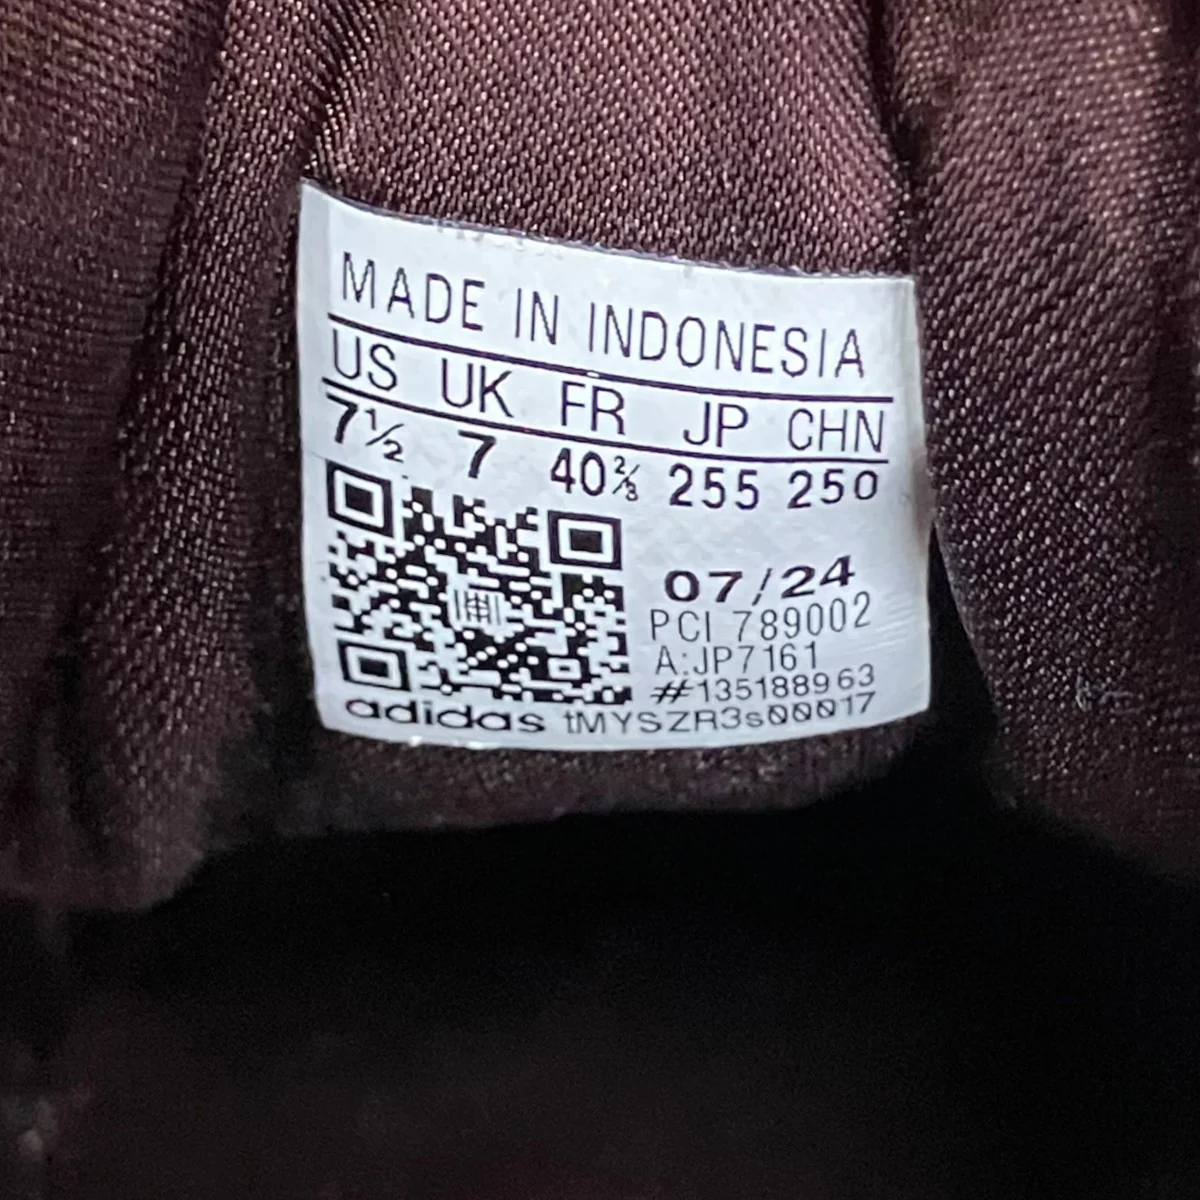 MADE IN INDONESIA
US UK FR JP CHN
7½ 7 40⅔ 255 250
07/24
PCI 789002
A:JP7161
#135188963
adidas tMYSZR3s00017